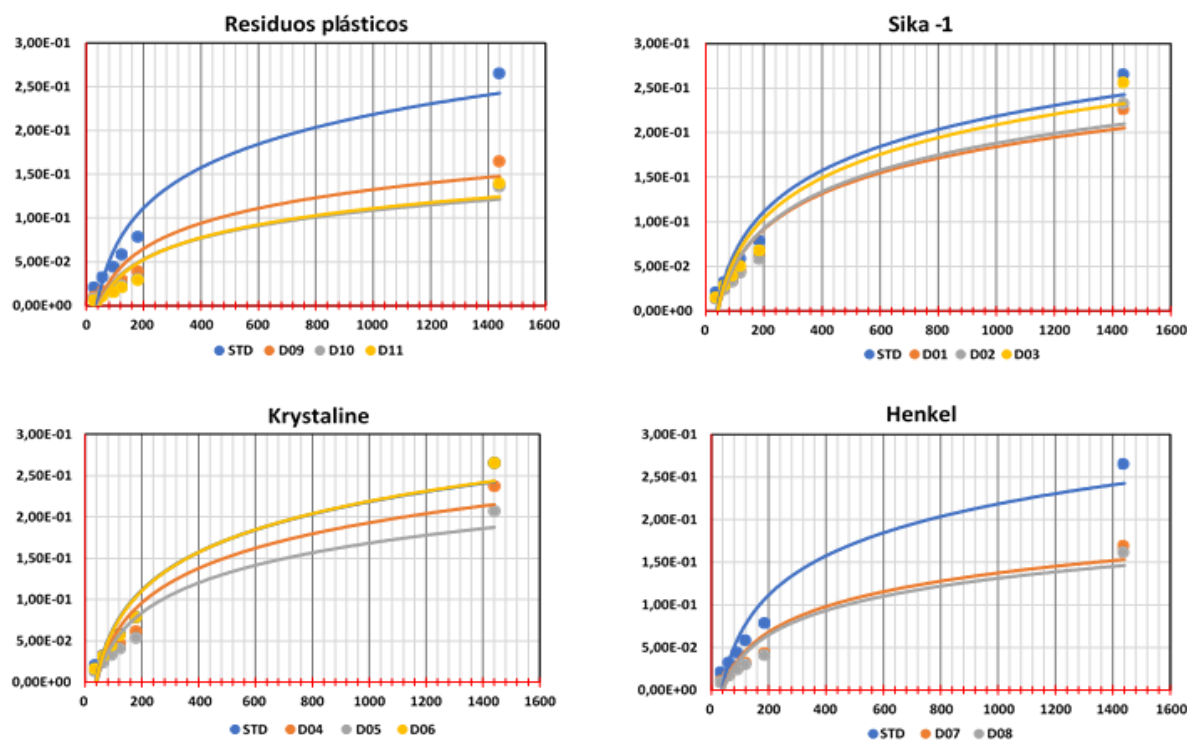 Residuos plásticos
3,00E-01
2,50E-01
2,00E-01
1,50E-01
1,00E-01
5,00E-02
0,00E+00
0 200 400 600 800 1000 1200 1400 1600
STD D09 D10 D11
Sika -1
3,00E-01
2,50E-01
2,00E-01
1,50E-01
1,00E-01
5,00E-02
0,00E+00
0 200 400 600 800 1000 1200 1400 1600
STD D01 D02 D03
Krystaline
3,00E-01
2,50E-01
2,00E-01
1,50E-01
1,00E-01
5,00E-02
0,00E+00
0 200 400 600 800 1000 1200 1400 1600
STD D04 D05 D06
Henkel
3,00E-01
2,50E-01
2,00E-01
1,50E-01
1,00E-01
5,00E-02
0,00E+00
0 200 400 600 800 1000 1200 1400 1600
STD D07 D08